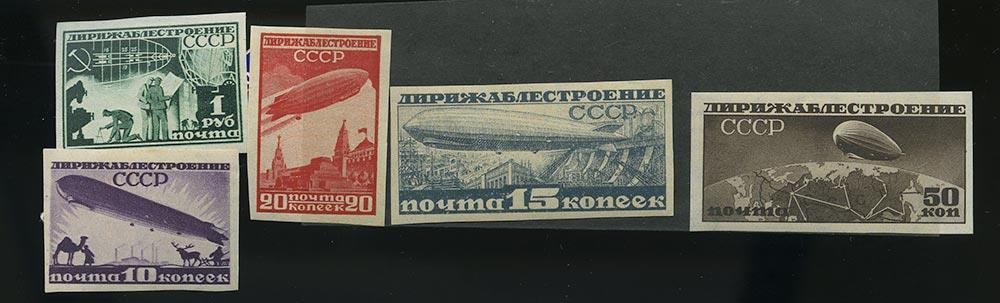 ДИРИЖАБЛЕСТРОЕНИЕ
СССР
1
РУБ
почта
ДИРИЖАБЛЕСТРОЕНИЕ
СССР
почта 10 копеек
ДИРИЖАБЛЕСТРОЕНИЕ
СССР
20 почта копеек 20
ДИРИЖАБЛЕСТРОЕНИЕ
СССР
почта 15 копеек
ДИРИЖАБЛЕСТРОЕНИЕ
СССР
почта 50 коп